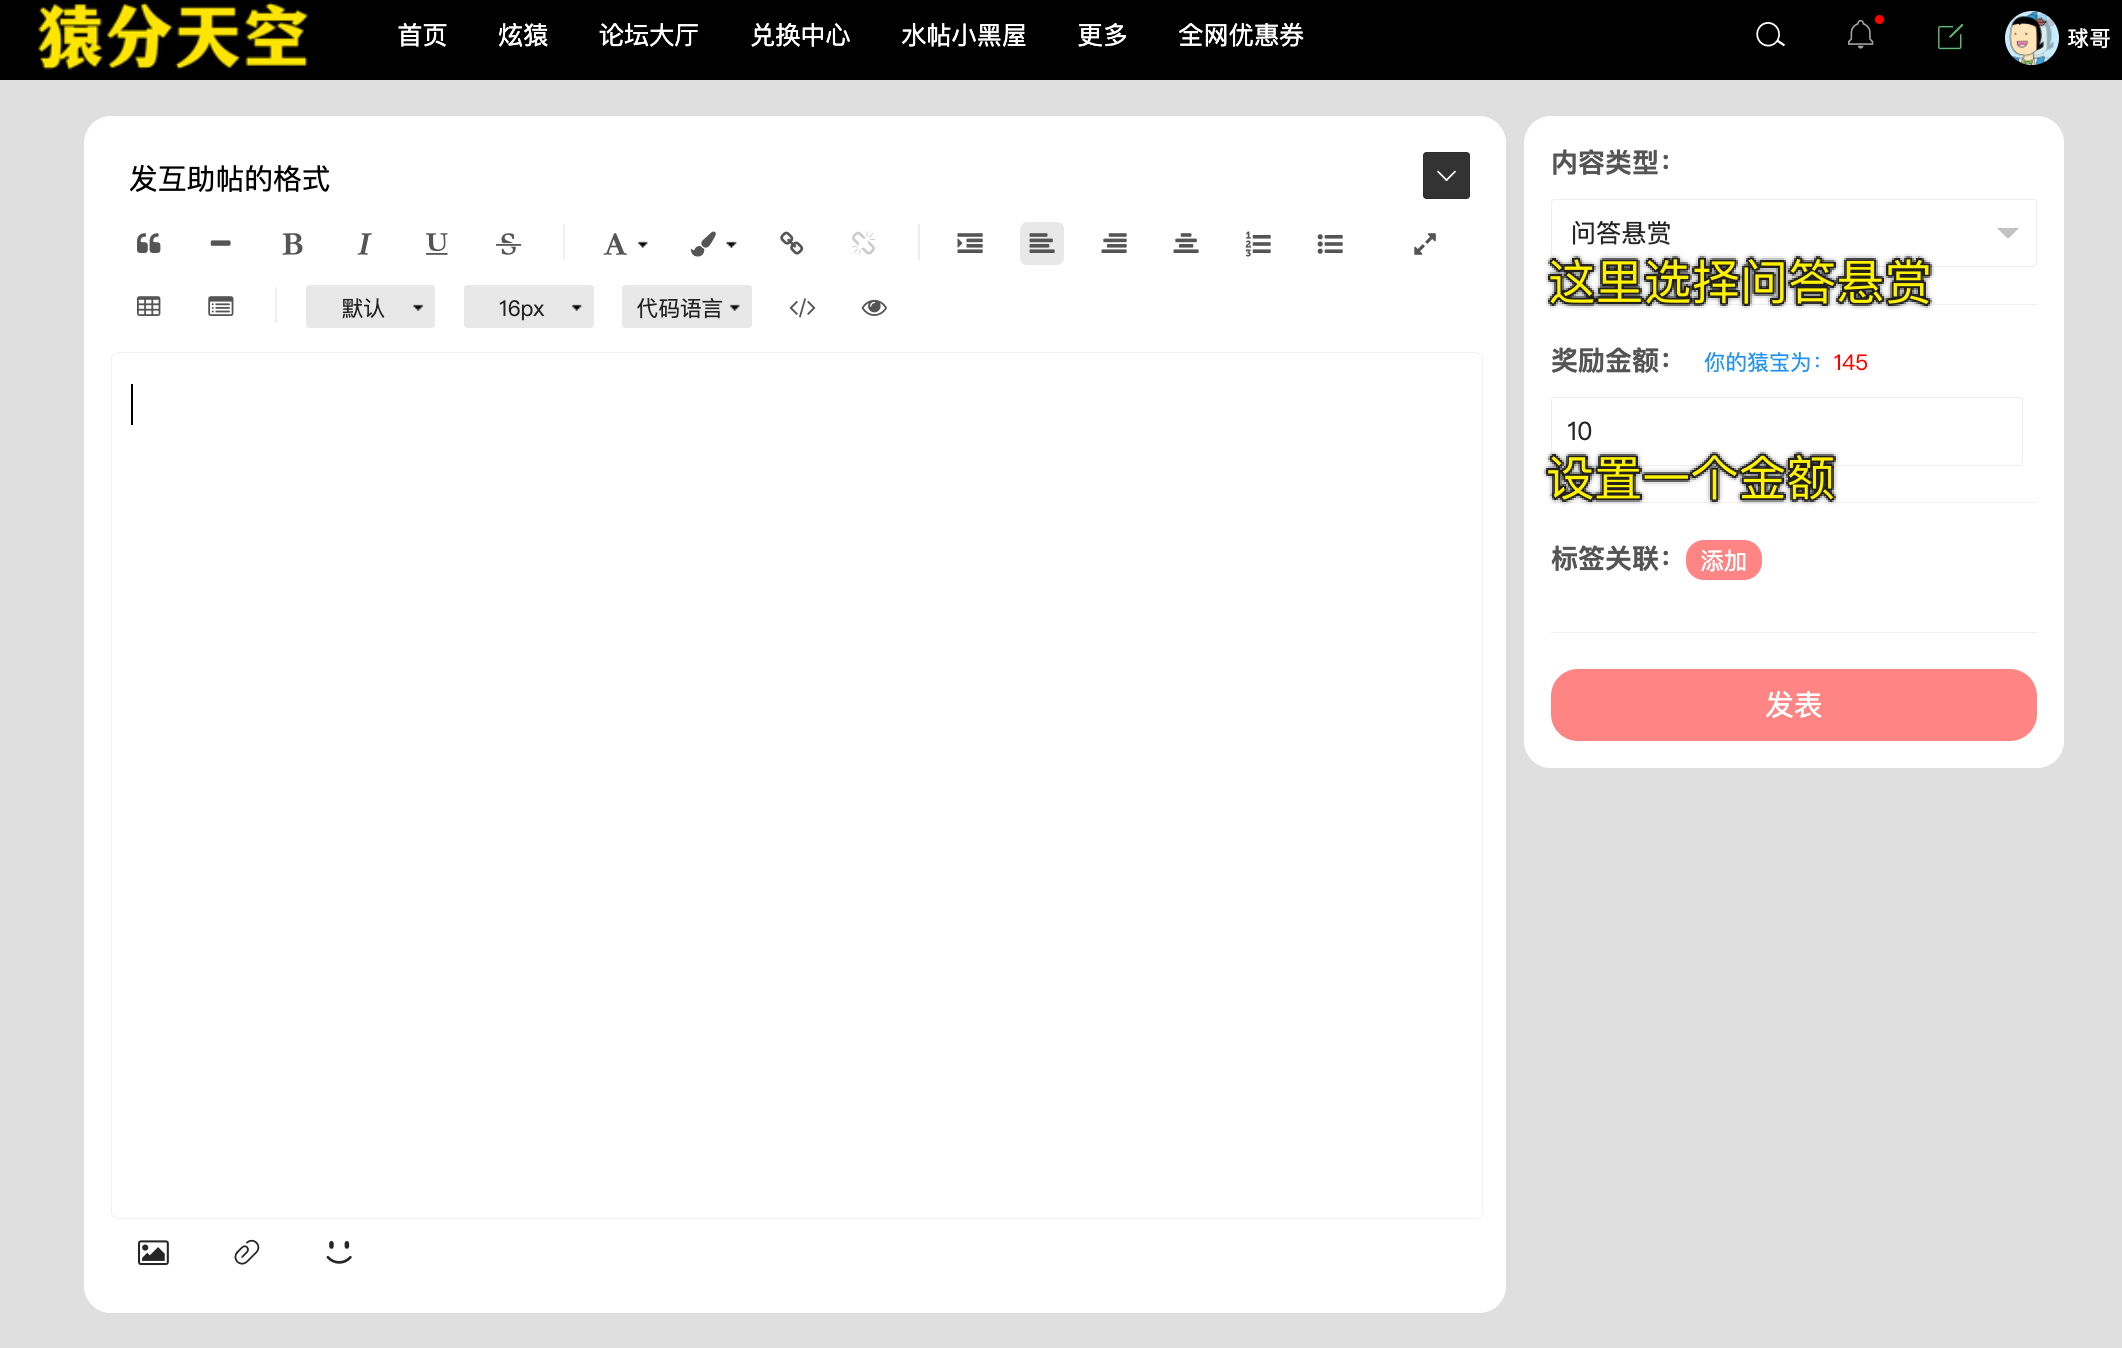 猿分天空
首页 炫猿 论坛大厅 兑换中心 水帖小黑屋 更多 全网优惠券 球哥
发互助帖的格式
B I U S A
默认 16px 代码语言
内容类型：
问答悬赏
这里选择问答悬赏
奖励金额： 你的猿宝为：145
10
设置一个金额
标签关联： 添加
发表